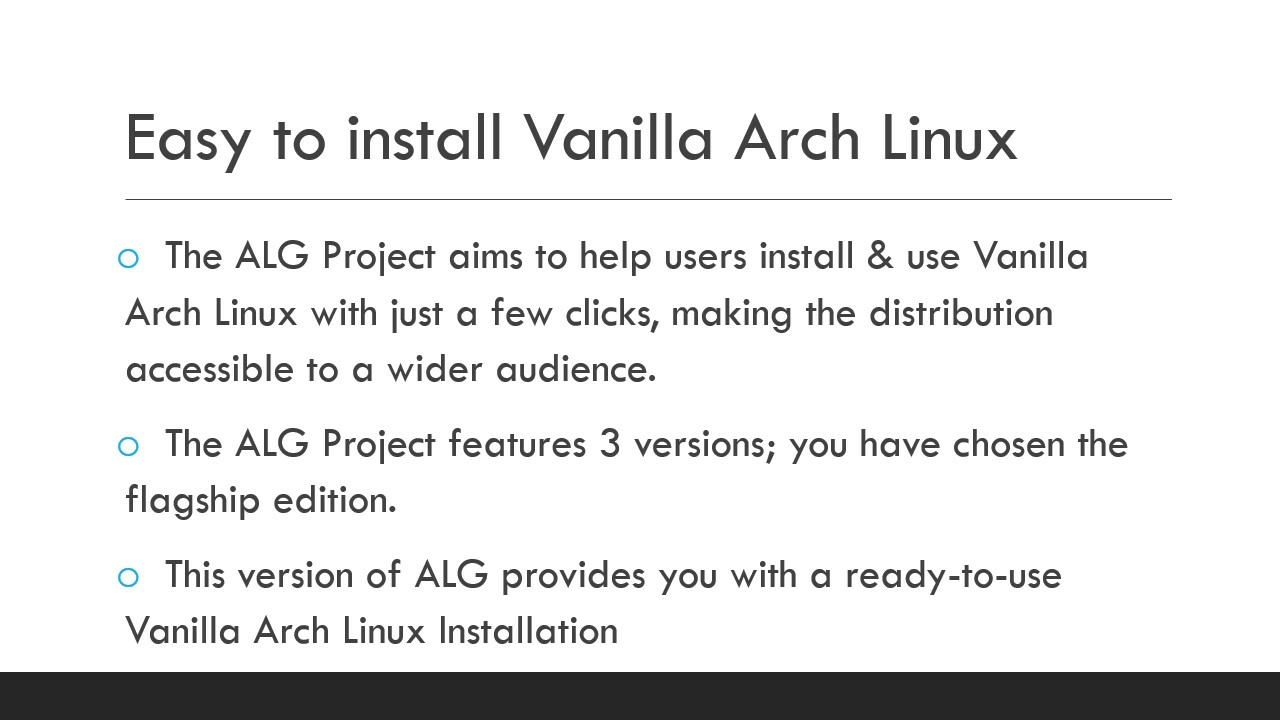 Easy to install Vanilla Arch Linux
o The ALG Project aims to help users install & use Vanilla
Arch Linux with just a few clicks, making the distribution
accessible to a wider audience.
o The ALG Project features 3 versions; you have chosen the
flagship edition.
o This version of ALG provides you with a ready-to-use
Vanilla Arch Linux Installation